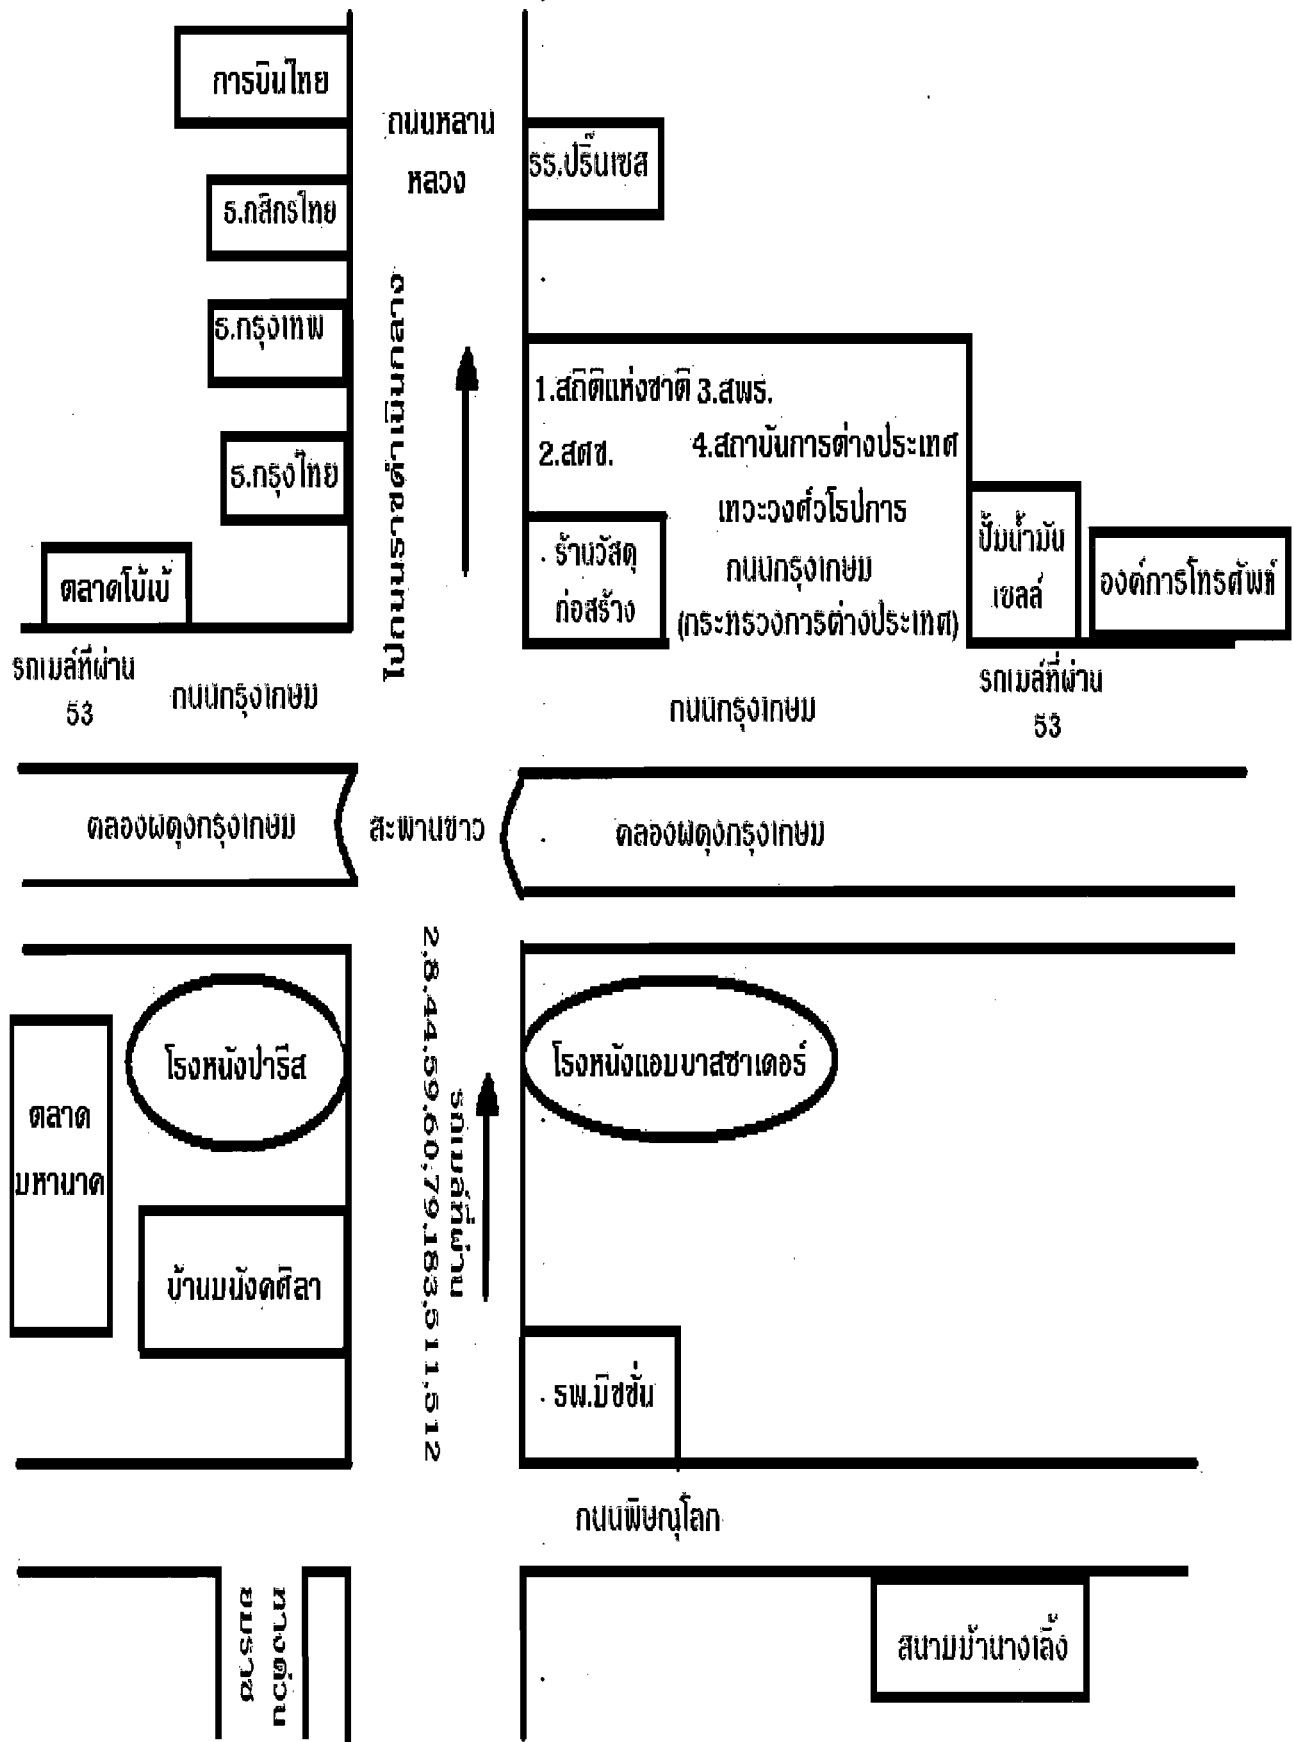 การบินไทย
ถนนหลาน
หลวง
รร.ปริ๊นเซส
ธ.กสิกรไทย
ธ.กรุงเทพ
ธ.กรุงไทย
ตลาดโบ๊เบ๊
ไปถนนราชดำเนินกลาง
1.สถิติแห่งชาติ 3.สพธ.
2.สศช.
4.สถาบันการต่างประเทศ
เทวะวงศ์วโรปการ
ถนนกรุงเกษม
(กระทรวงการต่างประเทศ)
ร้านวัสดุ
ก่อสร้าง
ปั้มน้ำมัน
เชลล์
องค์การโทรศัพท์
รถเมล์ที่ผ่าน
53
ถนนกรุงเกษม
ถนนกรุงเกษม
รถเมล์ที่ผ่าน
53
คลองผดุงกรุงเกษม
สะพานขาว
คลองผดุงกรุงเกษม
โรงหนังปารีส
ตลาด
มหานาค
บ้านมนังคศิลา
รถเมล์ที่ผ่าน
2,8,44,59,60,79,183,511,512
โรงหนังแอมบาสซาเดอร์
รพ.มิชชั่น
ถนนพิษณุโลก
ทางด่วน
ยมราช
สนามม้านางเลิ้ง